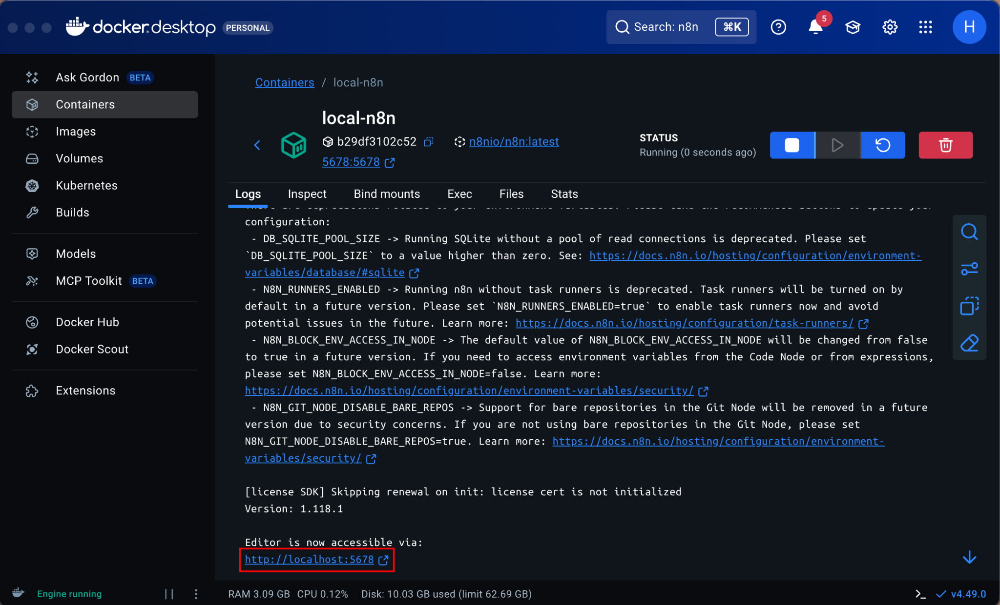 docker.desktop PERSONAL
Search: n8n ⌘K
5
H
Ask Gordon BETA
Containers
Images
Volumes
Kubernetes
Builds
Models
MCP Toolkit BETA
Docker Hub
Docker Scout
Extensions
Containers / local-n8n
local-n8n
b29df3102c52 n8nio/n8n:latest
5678:5678
STATUS
Running (0 seconds ago)
Logs Inspect Bind mounts Exec Files Stats
configuration:
- DB_SQLITE_POOL_SIZE -> Running SQLite without a pool of read connections is deprecated. Please set
`DB_SQLITE_POOL_SIZE` to a value higher than zero. See: https://docs.n8n.io/hosting/configuration/environment-
variables/database/#sqlite
- N8N_RUNNERS_ENABLED -> Running n8n without task runners is deprecated. Task runners will be turned on by
default in a future version. Please set `N8N_RUNNERS_ENABLED=true` to enable task runners now and avoid
potential issues in the future. Learn more: https://docs.n8n.io/hosting/configuration/task-runners/
- N8N_BLOCK_ENV_ACCESS_IN_NODE -> The default value of N8N_BLOCK_ENV_ACCESS_IN_NODE will be changed from false
to true in a future version. If you need to access environment variables from the Code Node or from expressions,
please set N8N_BLOCK_ENV_ACCESS_IN_NODE=false. Learn more:
https://docs.n8n.io/hosting/configuration/environment-variables/security/
- N8N_GIT_NODE_DISABLE_BARE_REPOS -> Support for bare repositories in the Git Node will be removed in a future
version due to security concerns. If you are not using bare repositories in the Git Node, please set
N8N_GIT_NODE_DISABLE_BARE_REPOS=true. Learn more: https://docs.n8n.io/hosting/configuration/environment-
variables/security/
[license SDK] Skipping renewal on init: license cert is not initialized
Version: 1.118.1
Editor is now accessible via:
http://localhost:5678
Engine running
RAM 3.09 GB CPU 0.12% Disk: 10.03 GB used (limit 62.69 GB)
v4.49.0